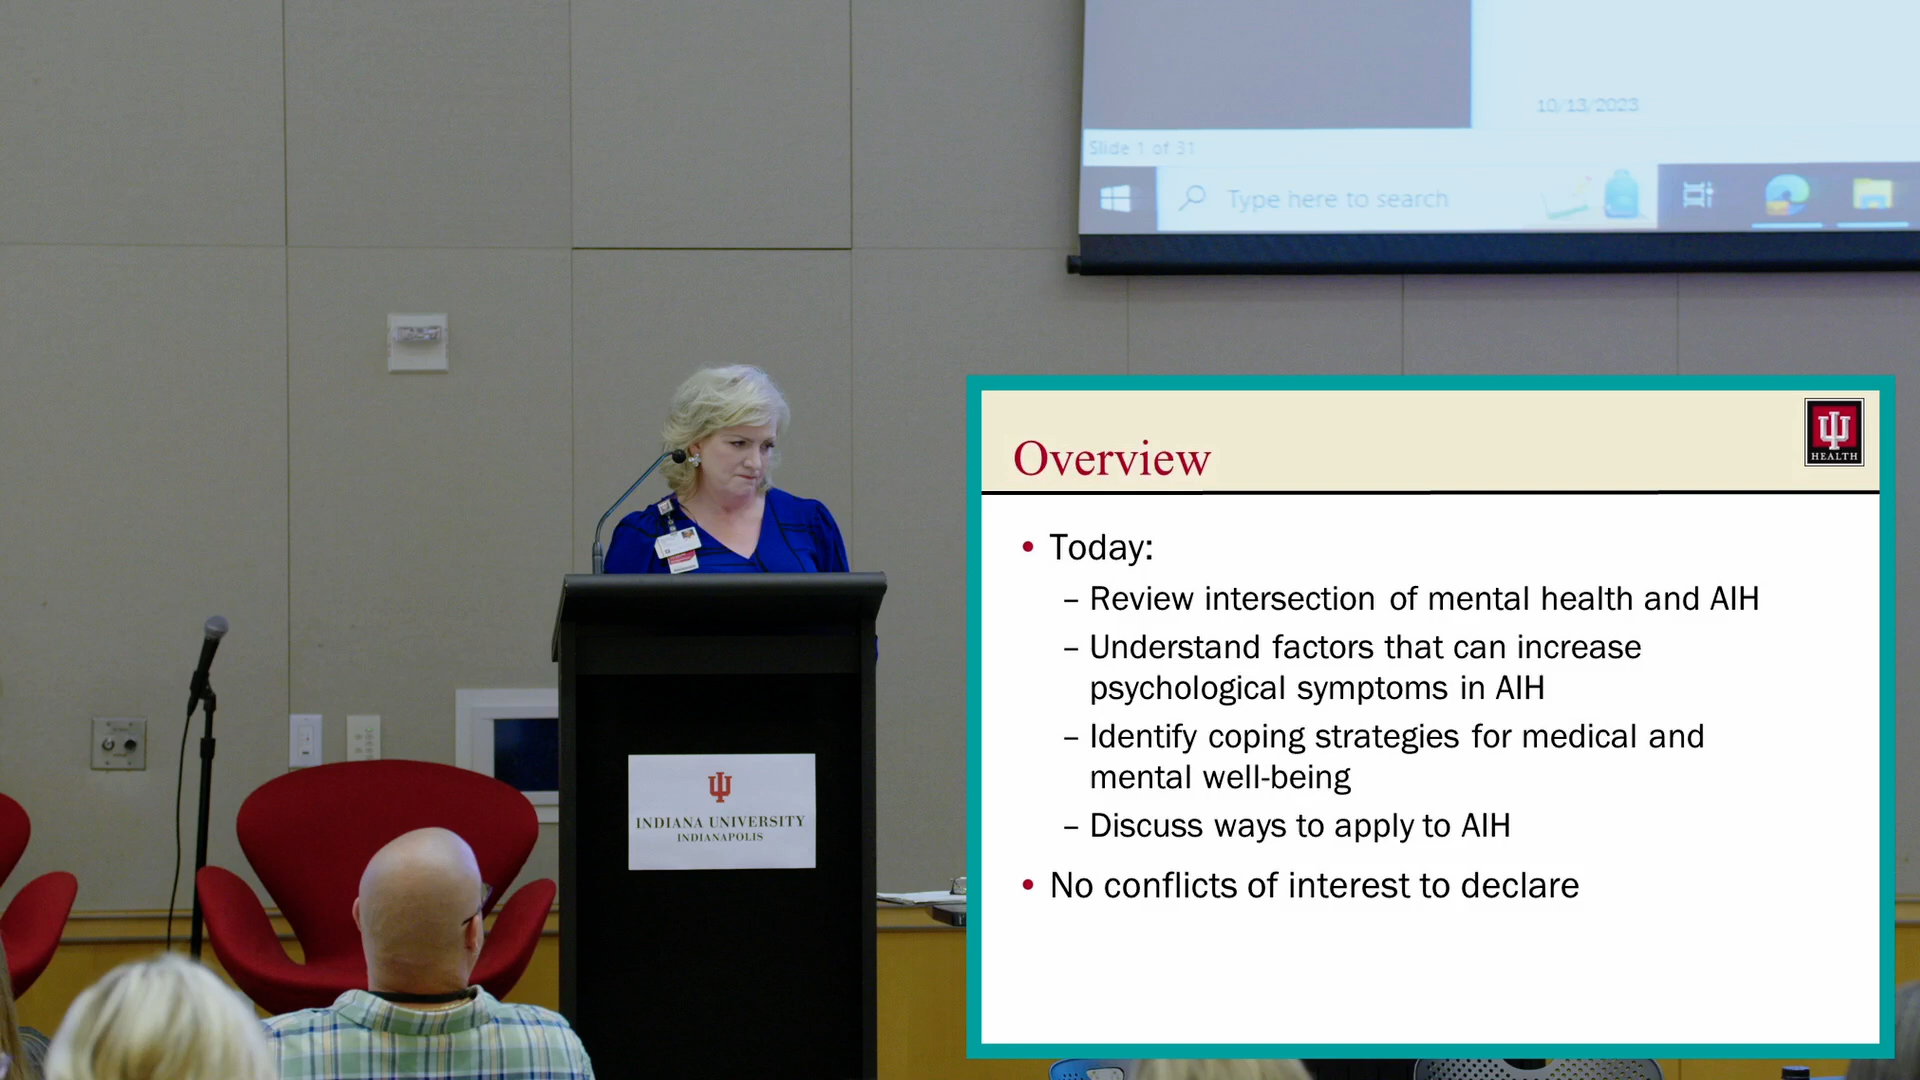 10/13/2023
Slide 1 of 31
Type here to search
Overview
HEALTH
• Today:
– Review intersection of mental health and AIH
– Understand factors that can increase
psychological symptoms in AIH
– Identify coping strategies for medical and
mental well-being
– Discuss ways to apply to AIH
• No conflicts of interest to declare
INDIANA UNIVERSITY
INDIANAPOLIS